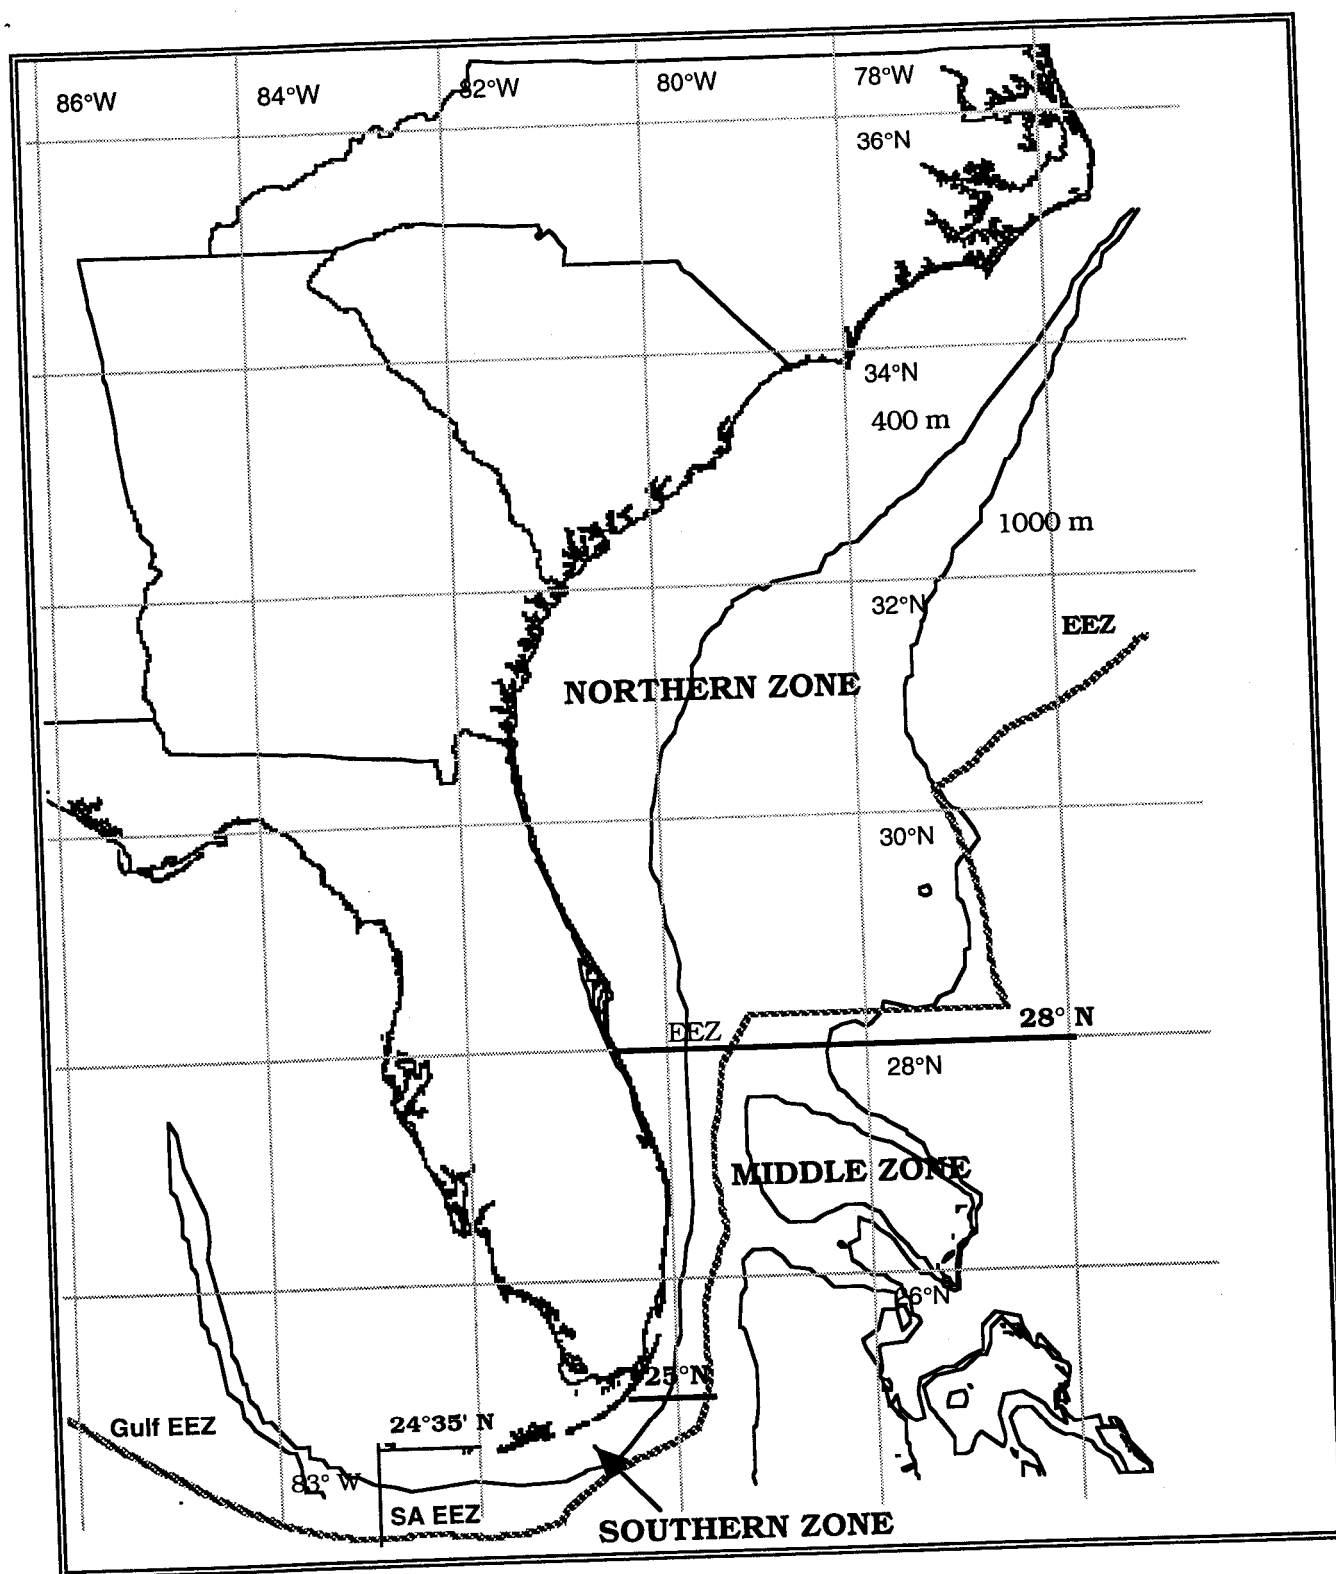 86°W
84°W
82°W
80°W
78°W
36°N
34°N
400 m
1000 m
32°N
EEZ
NORTHERN ZONE
30°N
28° N
EEZ
28°N
MIDDLE ZONE
26°N
25°N
24°35' N
Gulf EEZ
83° W
SA EEZ
SOUTHERN ZONE